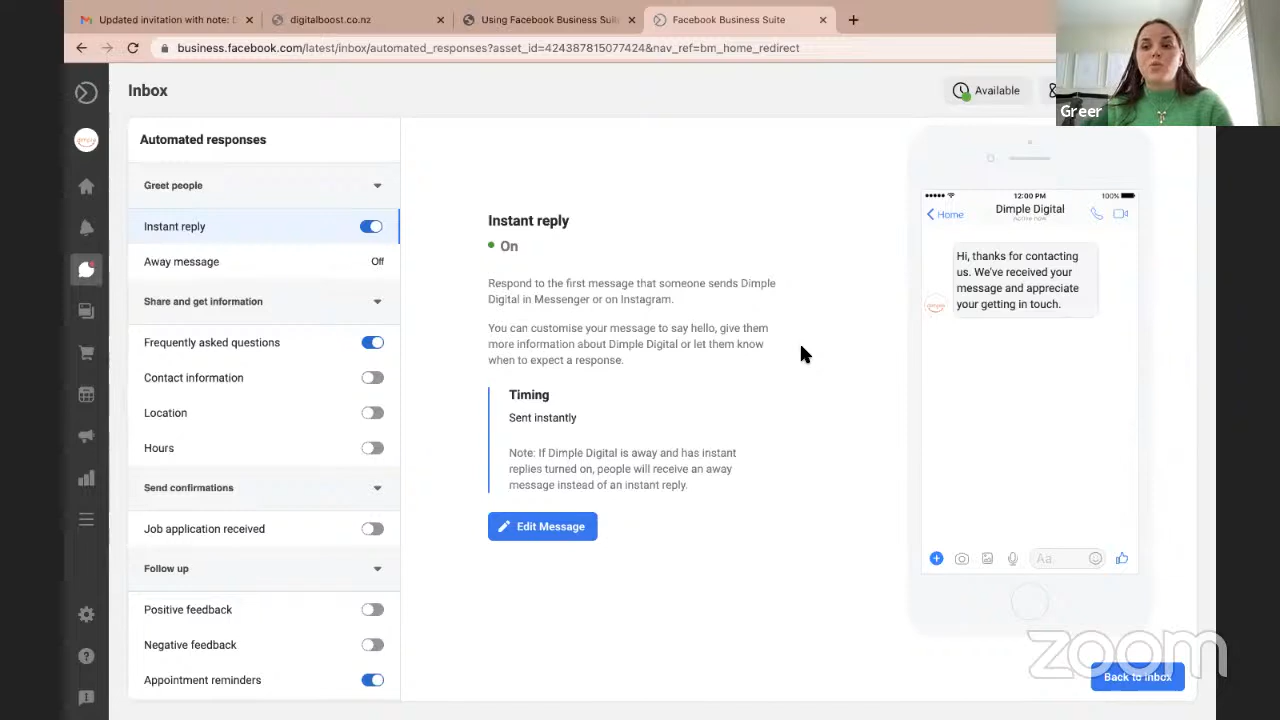 Updated invitation with note: D
digitalboost.co.nz
Using Facebook Business Suit
Facebook Business Suite
business.facebook.com/latest/inbox/automated_responses?asset_id=424387815077424&nav_ref=bm_home_redirect
Greer
Inbox
Available
Automated responses
Greet people
Instant reply
Away message
Off
Share and get information
Frequently asked questions
Contact information
Location
Hours
Send confirmations
Job application received
Follow up
Positive feedback
Negative feedback
Appointment reminders
Instant reply
On
Respond to the first message that someone sends Dimple
Digital in Messenger or on Instagram.
You can customise your message to say hello, give them
more information about Dimple Digital or let them know
when to expect a response.
Timing
Sent instantly
Note: If Dimple Digital is away and has instant
replies turned on, people will receive an away
message instead of an instant reply.
Edit Message
12:00 PM
100%
Home
Dimple Digital
Active now
Hi, thanks for contacting
us. We've received your
message and appreciate
your getting in touch.
Aa
zoom
Back to Inbox